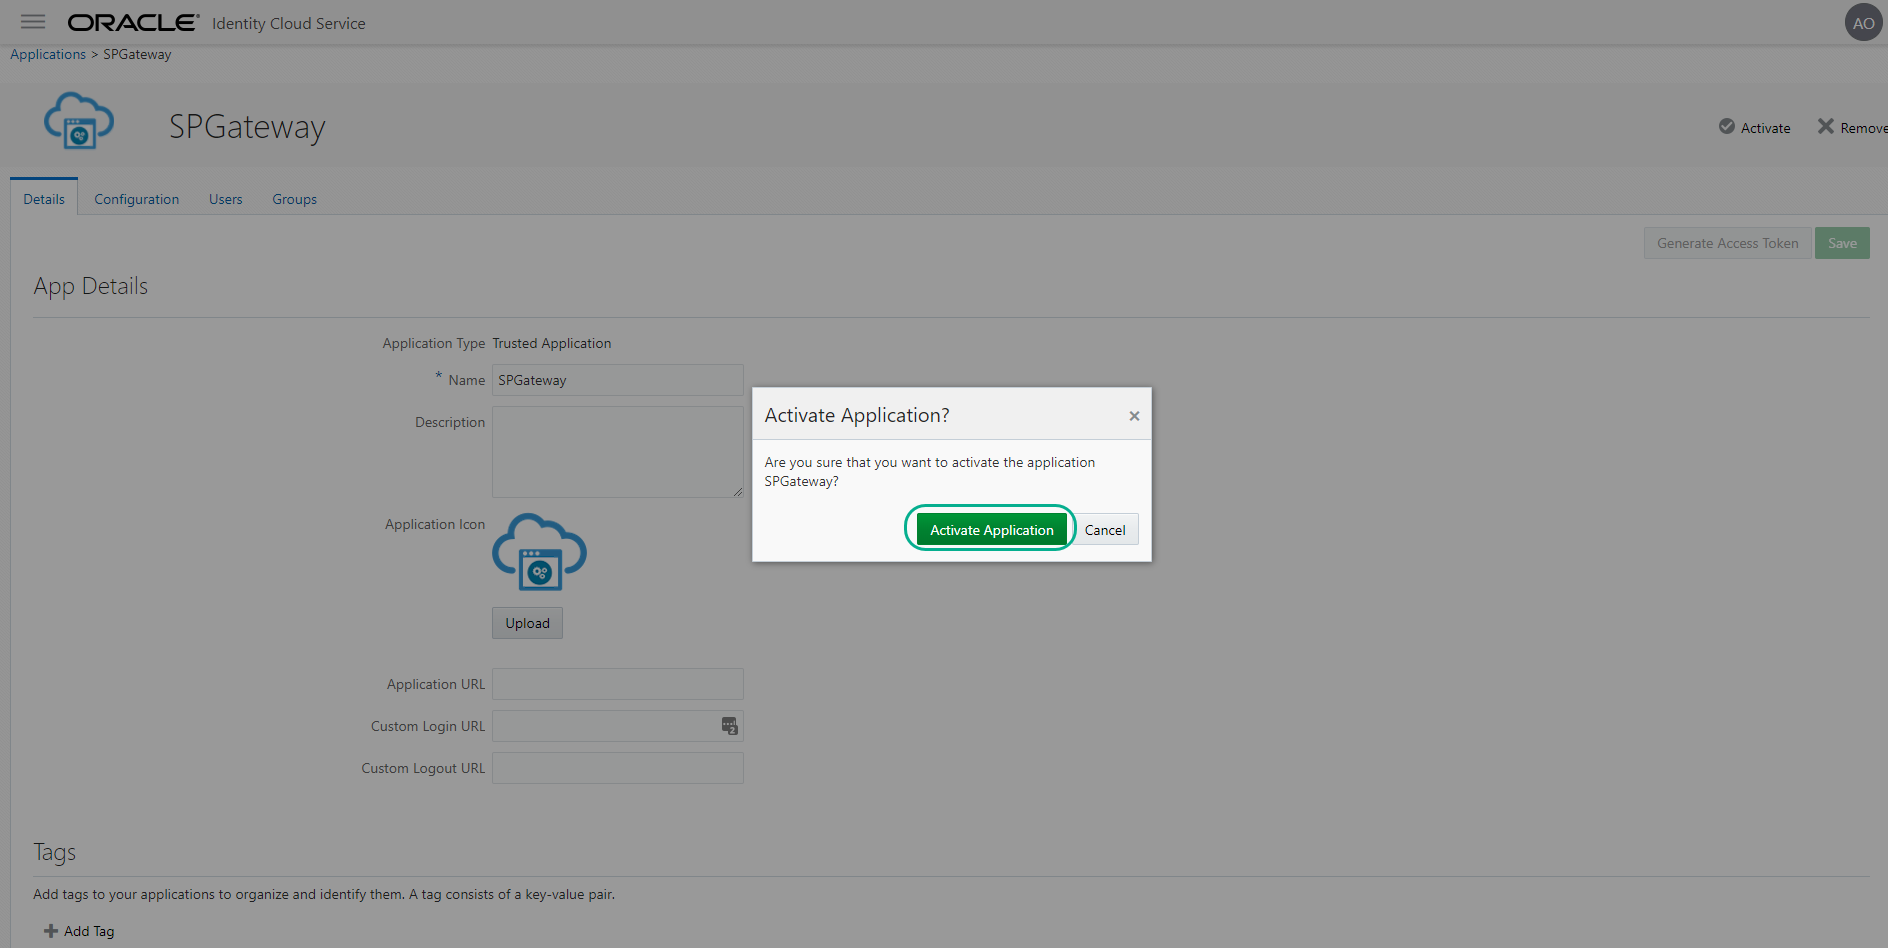 ORACLE® Identity Cloud Service
AO
Applications > SPGateway
SPGateway
Activate
Remove
Details
Configuration
Users
Groups
Generate Access Token
Save
App Details
Application Type Trusted Application
* Name SPGateway
Description
Application Icon
Upload
Application URL
Custom Login URL
2
Custom Logout URL
Activate Application?
×
Are you sure that you want to activate the application
SPGateway?
Activate Application
Cancel
Tags
Add tags to your applications to organize and identify them. A tag consists of a key-value pair.
Add Tag